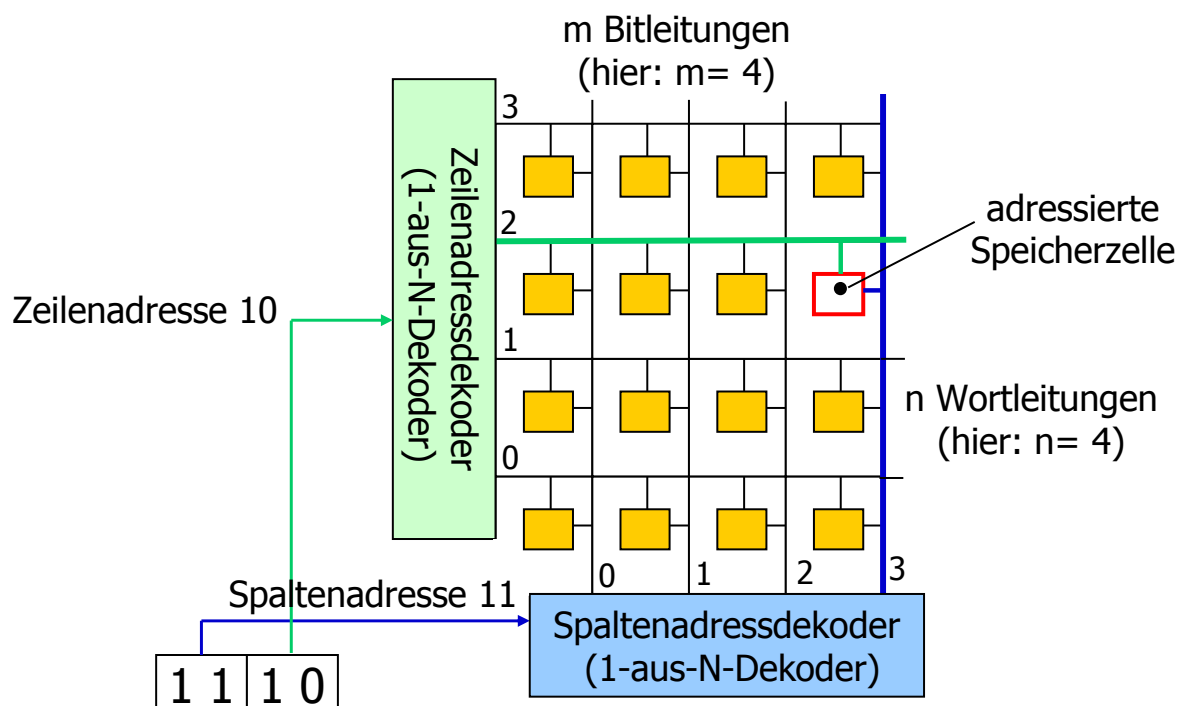 m Bitleitungen
(hier: m= 4)
3
2
1
0
Zeilenadressdekoder
(1-aus-N-Dekoder)
adressierte
Speicherzelle
Zeilenadresse 10
n Wortleitungen
(hier: n= 4)
0 1 2 3
Spaltenadresse 11
Spaltenadressdekoder
(1-aus-N-Dekoder)
1 1 1 0